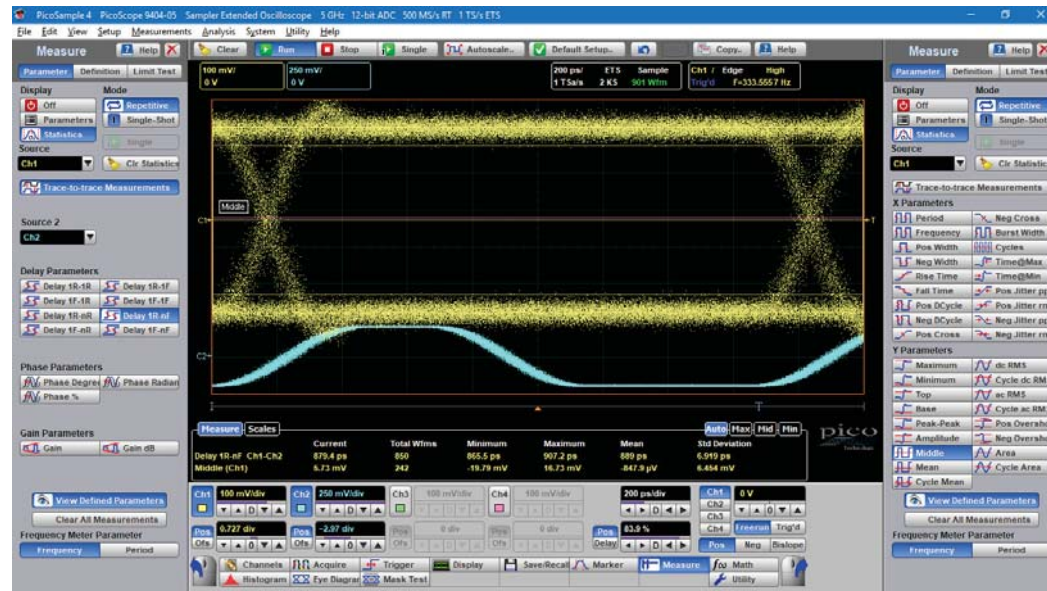 PicoSample 4 PicoScope 9404-05 Sampler Extended Oscilloscope 5 GHz 12-bit ADC 500 MS/s RT 1 TS/s ETS
File Edit View Setup Measurements Analysis System Utility Help
Measure Help
Clear Run Stop Single Autoscale.. Default Setup.. Copy.. Help
Measure Help
Parameter Definition Limit Test
100 mV/ 250 mV/ 200 ps/ ETS Sample Ch1 / Edge High
0 V 0 V 1 TSa/s 2 KS 901 Wfm Trig'd F=333.5557 Hz
Parameter Definition Limit Test
Display Mode
Off Repetitive
Parameters Single-Shot
Statistics Single
Source
Ch1 Clr Statistics
Trace-to-trace Measurements
Source 2
Ch2
Delay Parameters
Delay 1R-1R Delay 1R-1F
Delay 1F-1R Delay 1F-1F
Delay 1R-nR Delay 1R-nF
Delay 1F-nR Delay 1F-nF
Phase Parameters
Phase Degree Phase Radian
Phase %
Gain Parameters
Gain Gain dB
View Defined Parameters
Clear All Measurements
Frequency Meter Parameter
Frequency Period
Middle
C1
T
C2
T
Measure Scales Auto Max Mid Min
pico
Technology
Current Total Wfms Minimum Maximum Mean Std Deviation
Delay 1R-nF Ch1-Ch2 879.4 ps 850 865.5 ps 907.2 ps 889 ps 6.919 ps
Middle (Ch1) 5.73 mV 242 -19.79 mV 16.73 mV -847.9 µV 6.454 mV
Ch1 100 mV/div Ch2 250 mV/div Ch3 100 mV/div Ch4 100 mV/div 200 ps/div Ch1 0 V
D D D Ch2 0
Ch3
Pos 0.727 div Pos -2.97 div Pos 0 div Pos 0 div Pos 83.9 % Ch4 Freerun Trig'd
Ofs 0 Ofs 0 Ofs Ofs Delay D Pos Neg Bislope
Channels Acquire Trigger Display Save/Recall Marker Measure Math
Histogram Eye Diagram Mask Test Utility
Display Mode
Off Repetitive
Parameters Single-Shot
Statistics Single
Source
Ch1 Clr Statistic
Trace-to-trace Measurements
X Parameters
Period Neg Cross
Frequency Burst Width
Pos Width Cycles
Neg Width Time@Max
Rise Time Time@Min
Fall Time Pos Jitter pp
Pos DCycle Pos Jitter rm
Neg DCycle Neg Jitter pp
Pos Cross Neg Jitter rm
Y Parameters
Maximum dc RMS
Minimum Cycle dc RM
Top ac RMS
Base Cycle ac RM
Peak-Peak Pos Oversho
Amplitude Neg Oversho
Middle Area
Mean Cycle Area
Cycle Mean
View Defined Parameters
Clear All Measurements
Frequency Meter Parameter
Frequency Period